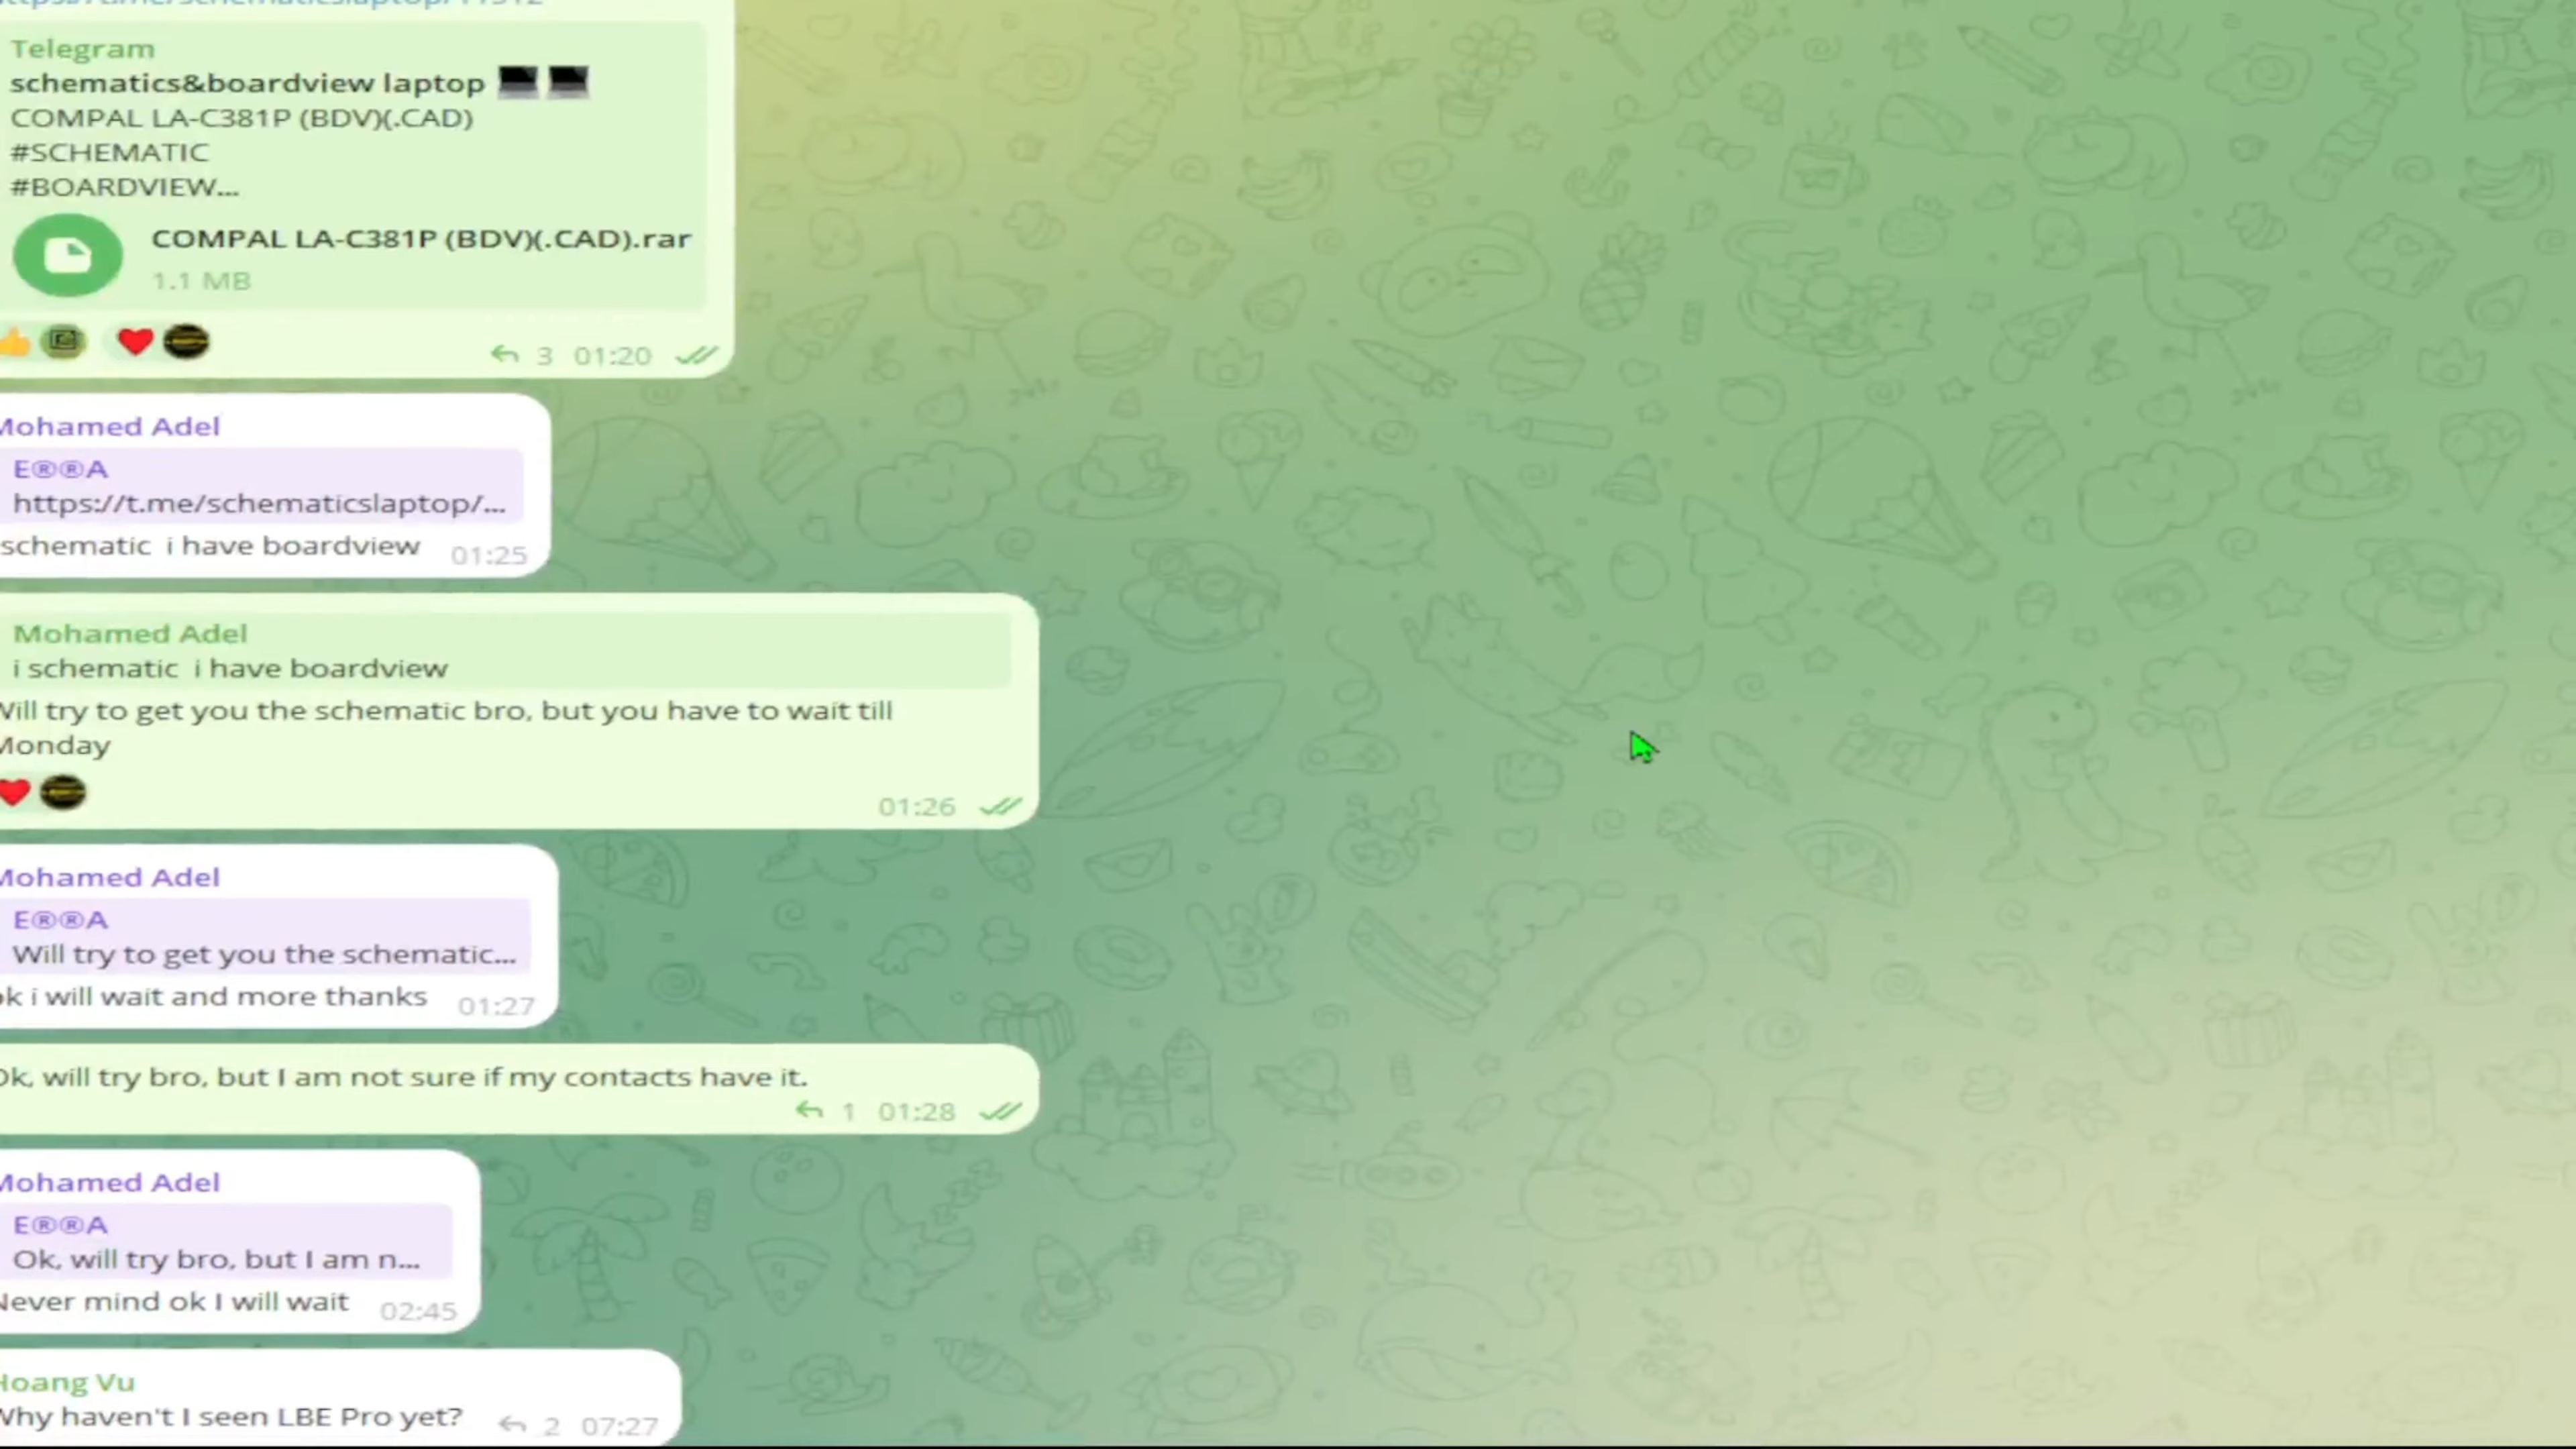 Telegram
schematics&boardview laptop
COMPAL LA-C381P (BDV)(.CAD)
#SCHEMATIC
#BOARDVIEW...
COMPAL LA-C381P (BDV)(.CAD).rar
1.1 MB
3 01:20
Mohamed Adel
E®®A
https://t.me/schematicslaptop/...
schematic i have boardview 01:25
Mohamed Adel
i schematic i have boardview
Will try to get you the schematic bro, but you have to wait till
Monday
01:26
Mohamed Adel
E®®A
Will try to get you the schematic...
ok i will wait and more thanks 01:27
Ok, will try bro, but I am not sure if my contacts have it.
1 01:28
Mohamed Adel
E®®A
Ok, will try bro, but I am n...
Never mind ok I will wait 02:45
Hoang Vu
Why haven't I seen LBE Pro yet? 2 07:27